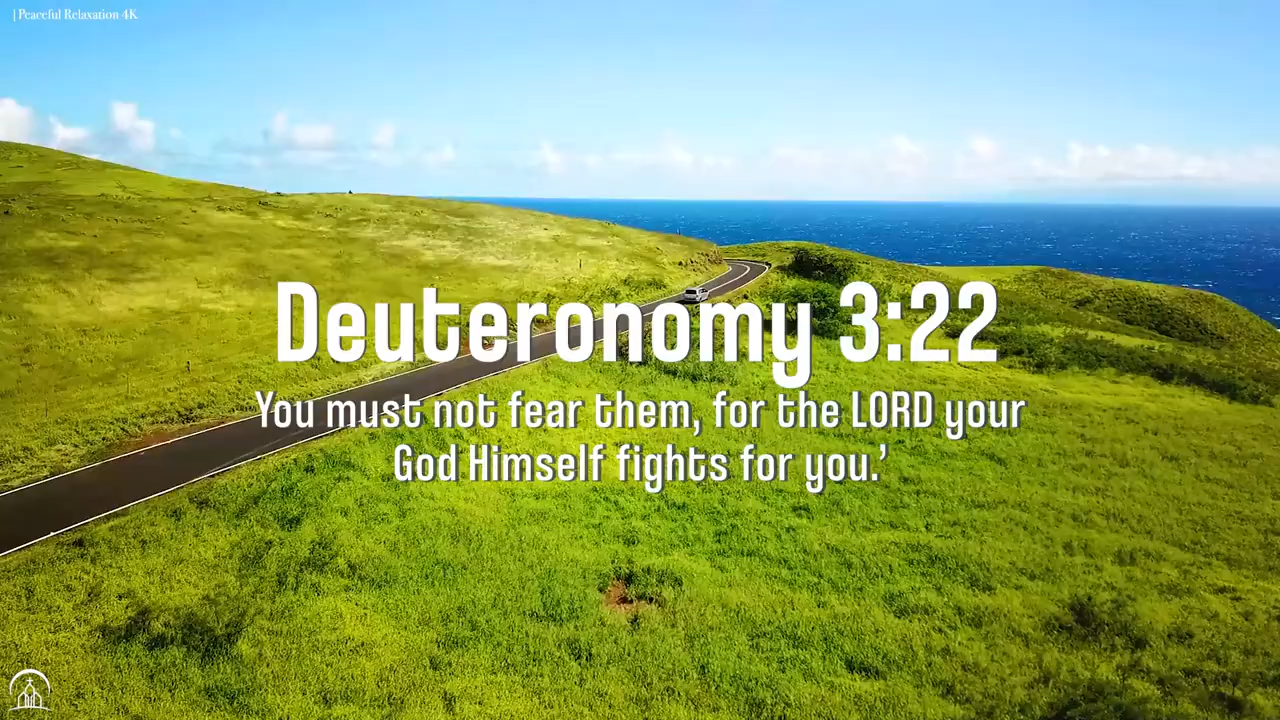 | Peaceful Relaxation 4K
Deuteronomy 3:22
You must not fear them, for the LORD your
God Himself fights for you.’